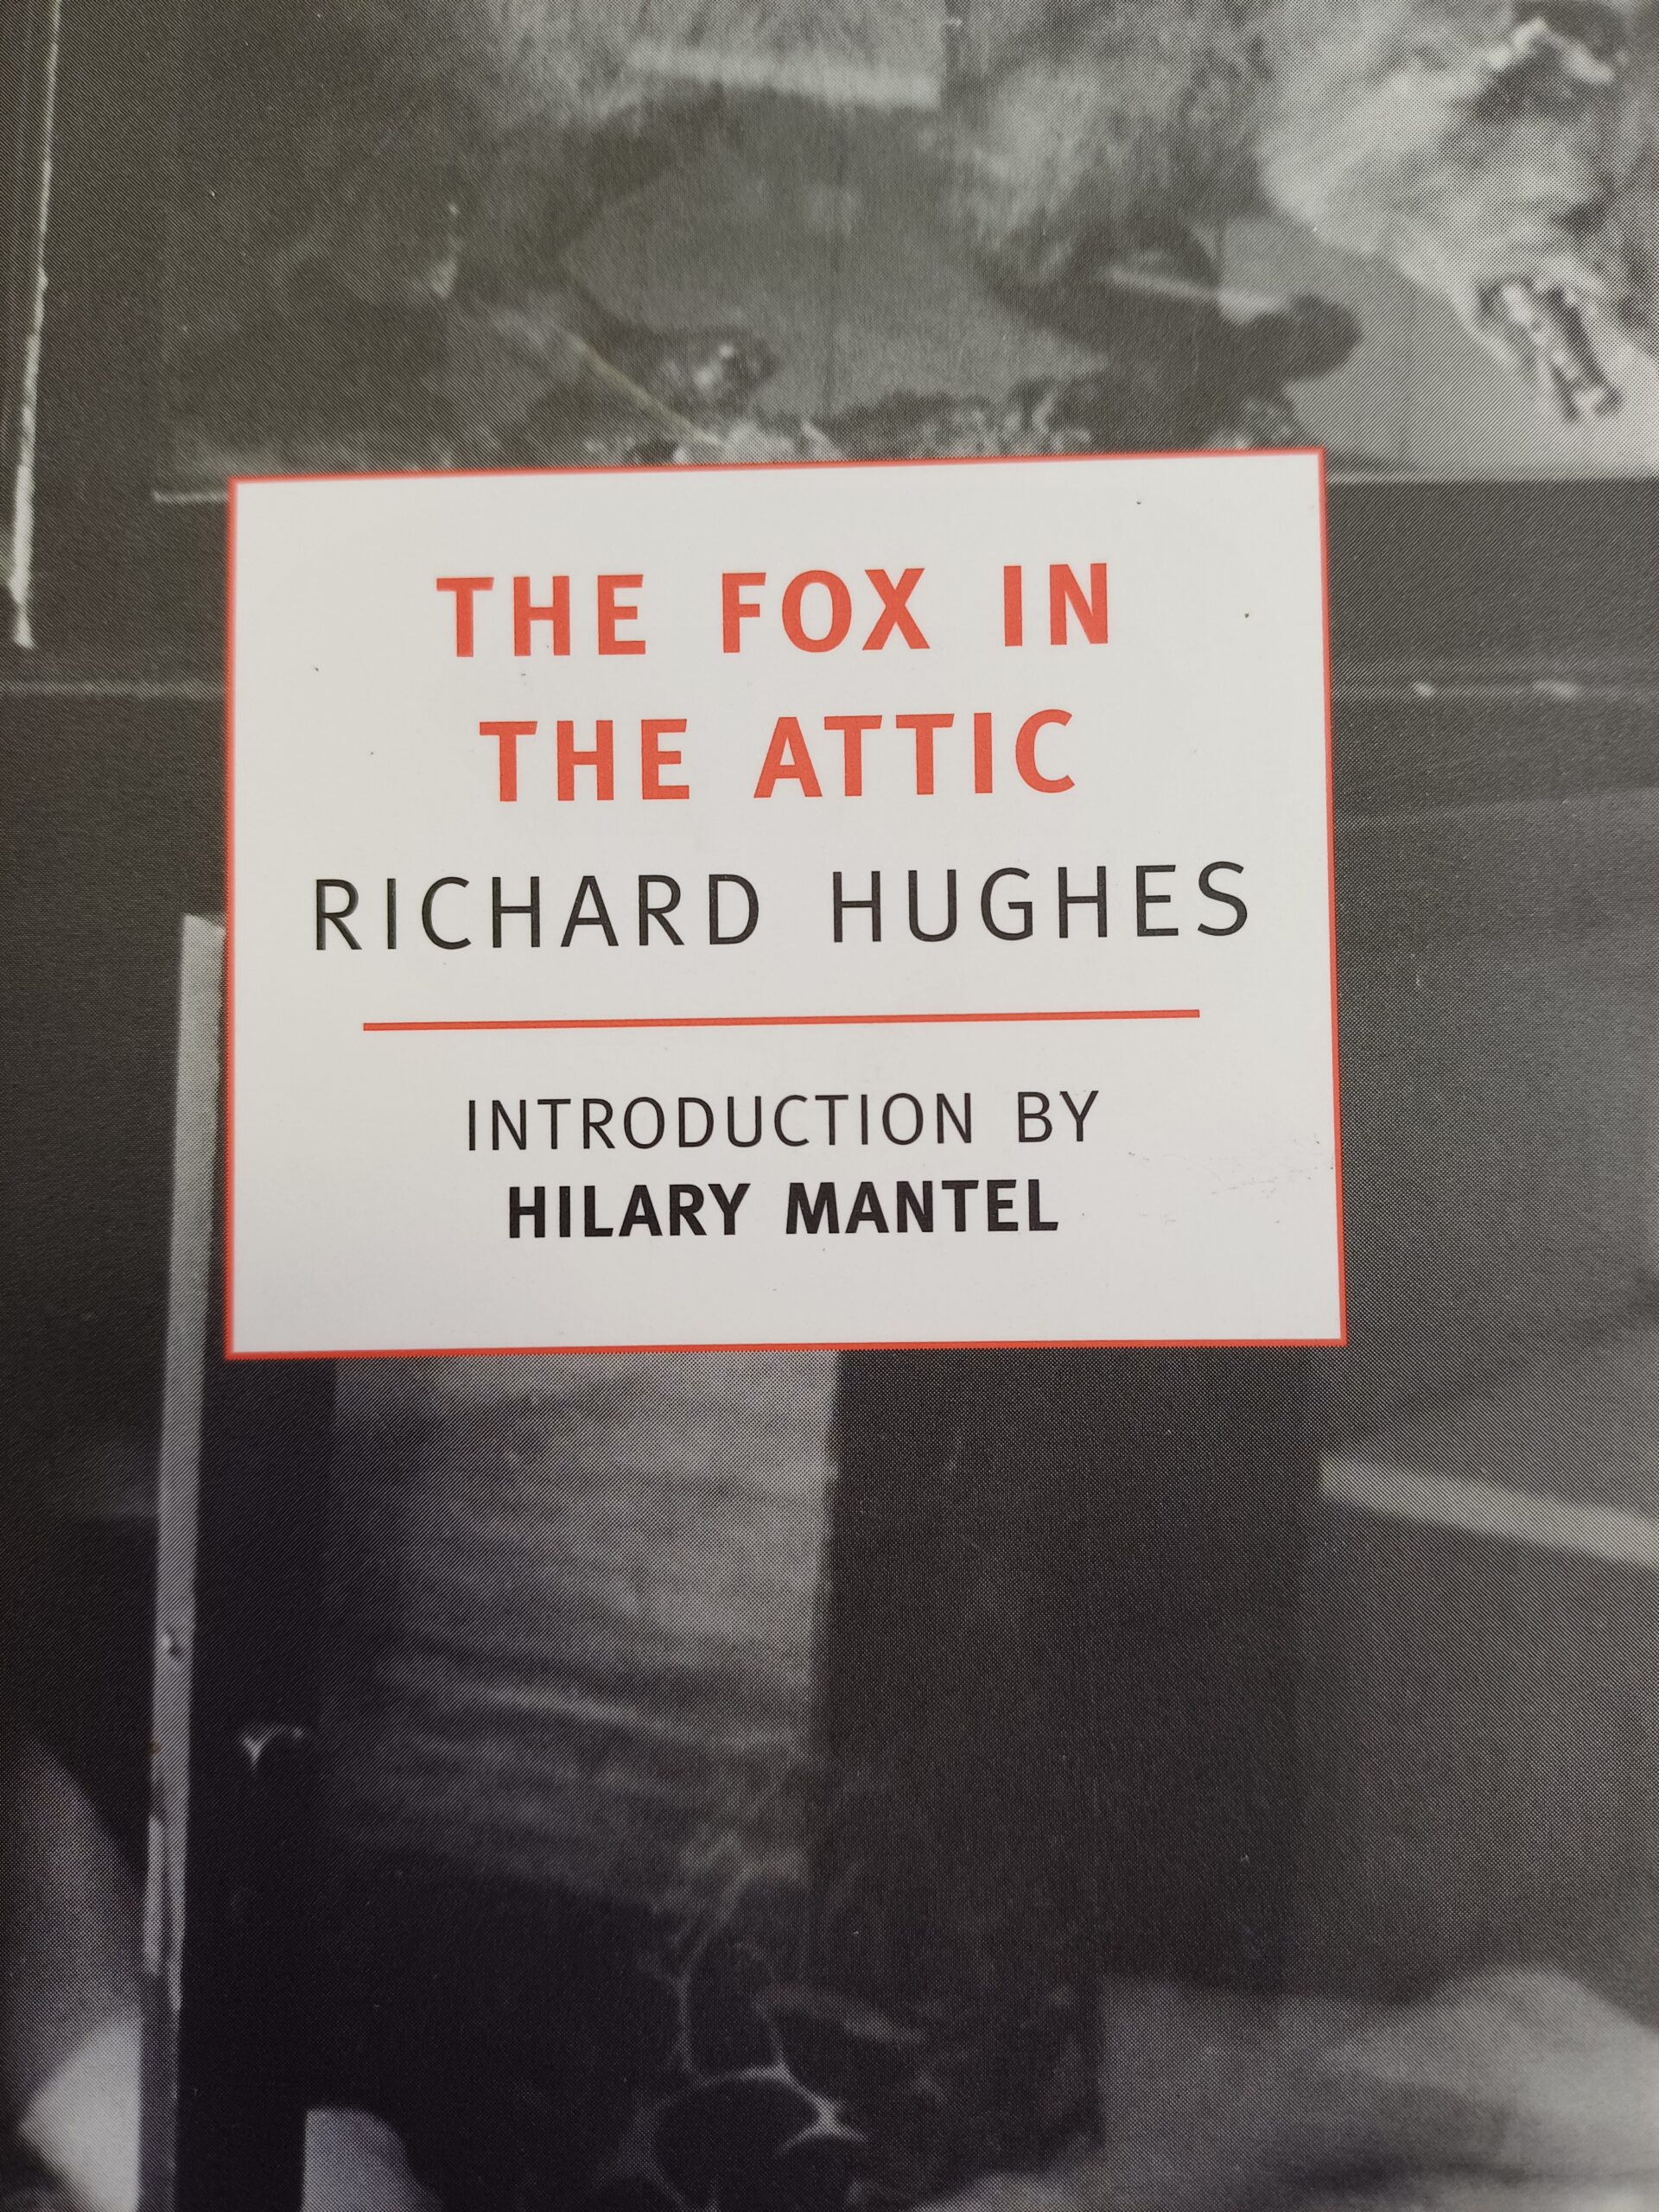 THE FOX IN
THE ATTIC
RICHARD HUGHES
INTRODUCTION BY
HILARY MANTEL